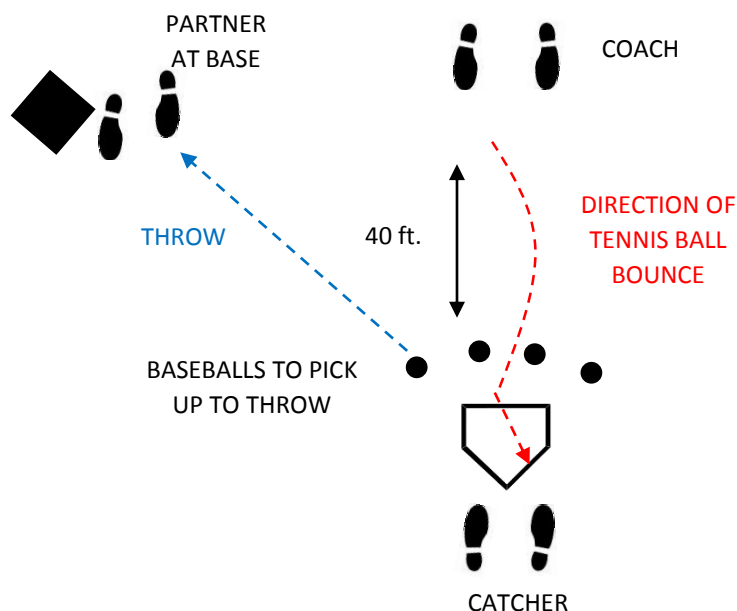 PARTNER
AT BASE
COACH
THROW
40 ft.
DIRECTION OF
TENNIS BALL
BOUNCE
BASEBALLS TO PICK
UP TO THROW
CATCHER